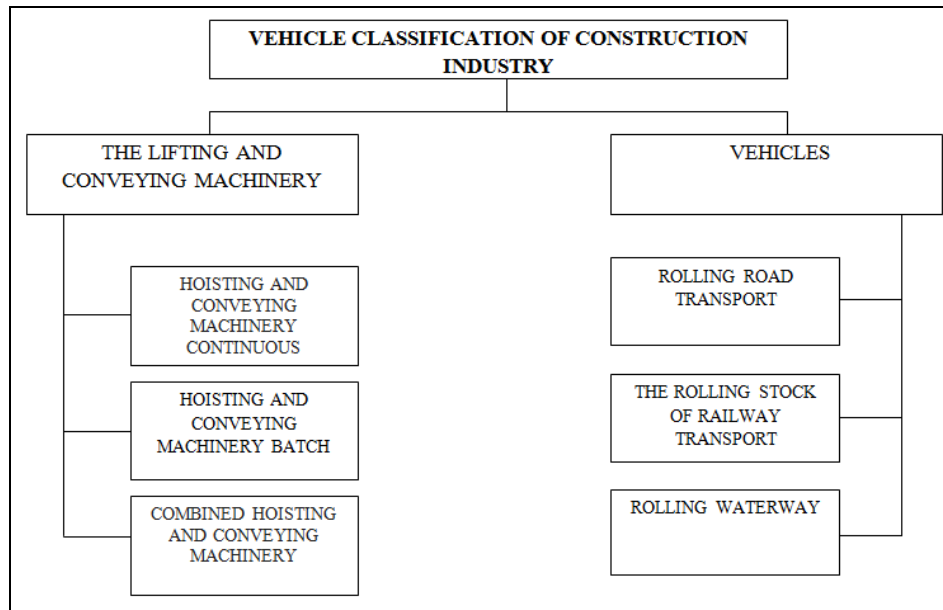 VEHICLE CLASSIFICATION OF CONSTRUCTION
INDUSTRY
THE LIFTING AND
CONVEYING MACHINERY
VEHICLES
HOISTING AND
CONVEYING
MACHINERY
CONTINUOUS
HOISTING AND
CONVEYING
MACHINERY BATCH
COMBINED HOISTING
AND CONVEYING
MACHINERY
ROLLING ROAD
TRANSPORT
THE ROLLING STOCK
OF RAILWAY
TRANSPORT
ROLLING WATERWAY